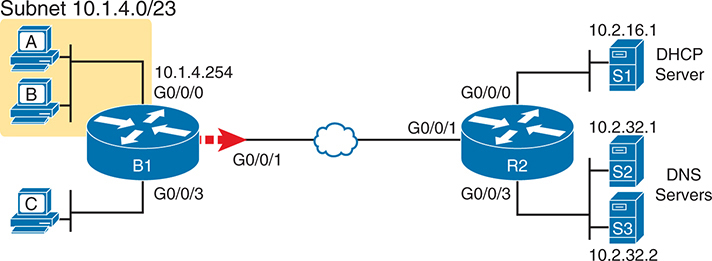 Subnet 10.1.4.0/23
A
B
C
10.1.4.254
G0/0/0
B1
G0/0/1
G0/0/3
G0/0/1
G0/0/0
R2
G0/0/3
10.2.16.1
S1
DHCP
Server
10.2.32.1
S2
DNS
Servers
S3
10.2.32.2